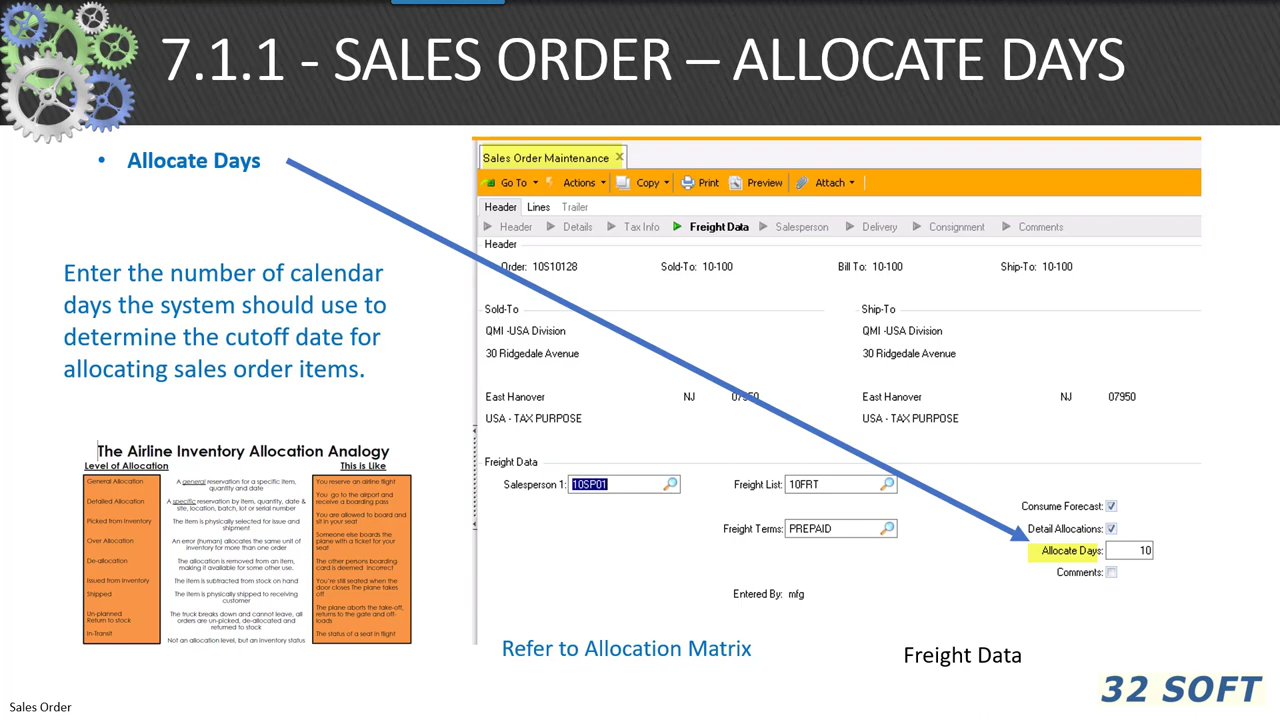 7.1.1 - SALES ORDER – ALLOCATE DAYS
• Allocate Days
Enter the number of calendar
days the system should use to
determine the cutoff date for
allocating sales order items.
The Airline Inventory Allocation Analogy
Level of Allocation
This is Like
General Allocation
A general reservation for a specific item,
quantity and date
You reserve an airline flight
Detailed Allocation
A specific reservation by item, quantity, date &
site, location, batch, lot or serial number
You go to the airport and
receive a boarding pass
Picked from Inventory
The item is physically selected for issue and
shipment
You are allowed to board and
sit in your seat
Over Allocation
An error (human) allocates the same unit of
inventory for more than one order
Someone else boards the
plane with a ticket for your
seat
De-allocation
The allocation is removed from an item,
making it available for some other use.
The other persons boarding
card is deemed incorrect
Issued from Inventory
The item is subtracted from stock on hand
You're still seated when the
door closes The plane takes
off
Shipped
The item is physically shipped to receiving
customer
Un-planned
Return to stock
The truck breaks down and cannot leave, all
orders are un-picked, de-allocated and
returned to stock
The plane aborts the take-off,
returns to the gate and off-
loads
In-Transit
Not an allocation level, but an inventory status
The status of a seat in flight
Sales Order Maintenance
Go To Actions Copy Print Preview Attach
Header Lines Trailer
Header Details Tax Info Freight Data Salesperson Delivery Consignment Comments
Header
Order: 10S10128 Sold-To: 10-100 Bill To: 10-100 Ship-To: 10-100
Sold-To Ship-To
QMI -USA Division QMI -USA Division
30 Ridgedale Avenue 30 Ridgedale Avenue
East Hanover NJ 07950 East Hanover NJ 07950
USA - TAX PURPOSE USA - TAX PURPOSE
Freight Data
Salesperson 1: 10SP01 Freight List: 10FRT
Consume Forecast:
Freight Terms: PREPAID Detail Allocations:
Allocate Days: 10
Comments:
Entered By: mfg
Refer to Allocation Matrix
Freight Data
32 SOFT
Sales Order